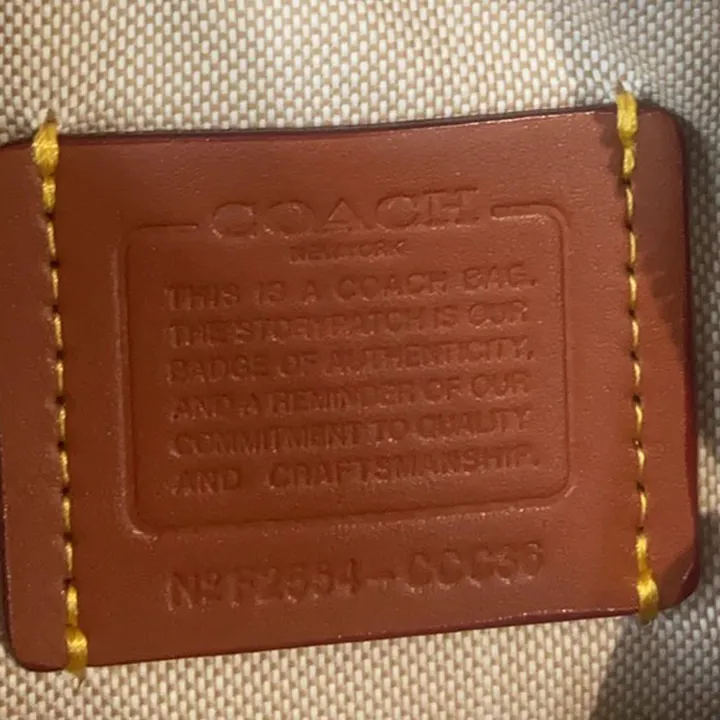 COACH
NEW YORK
THIS IS A COACH BAG.
THE STORYPATCH IS OUR
BADGE OF AUTHENTICITY,
AND A REMINDER OF OUR
COMMITMENT TO QUALITY
AND CRAFTSMANSHIP.